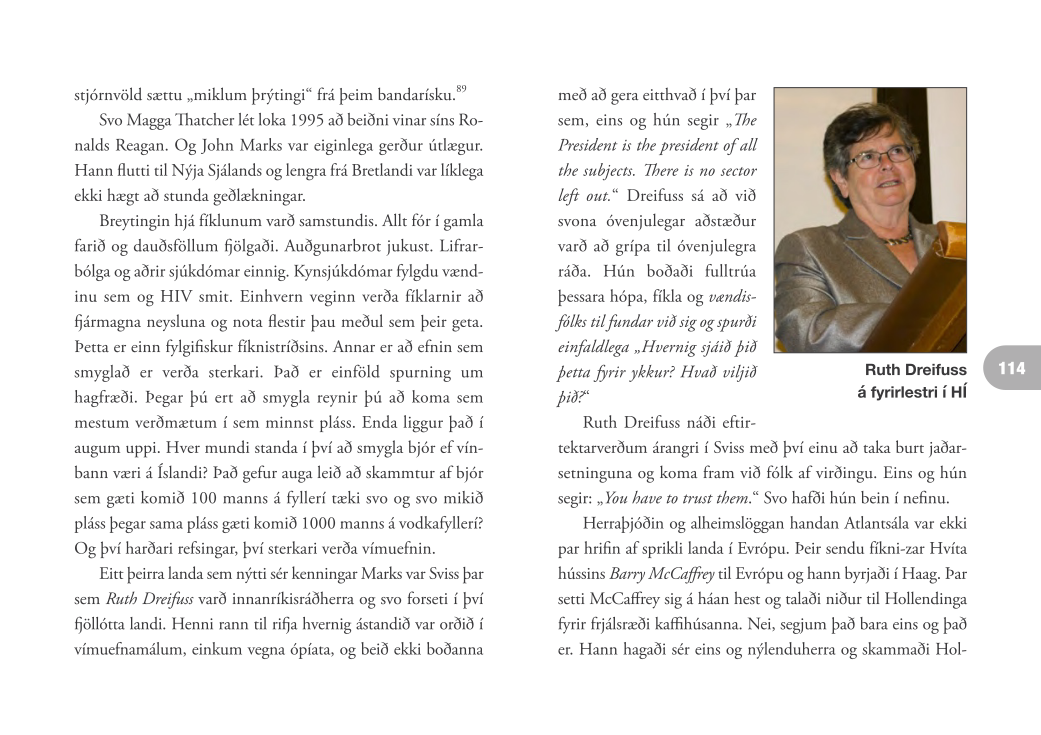 stjórnvöld sættu „miklum þrýtingi“ frá þeim bandarísku.89
Svo Magga Thatcher lét loka 1995 að beiðni vinar síns Ro-
nalds Reagan. Og John Marks var eiginlega gerður útlægur.
Hann flutti til Nýja Sjálands og lengra frá Bretlandi var líklega
ekki hægt að stunda geðlækningar.
Breytingin hjá fíklunum varð samstundis. Allt fór í gamla
farið og dauðsföllum fjölgaði. Auðgunarbrot jukust. Lifrar-
bólga og aðrir sjúkdómar einnig. Kynsjúkdómar fylgdu vænd-
inu sem og HIV smit. Einhvern veginn verða fíklarnir að
fjármagna neysluna og nota flestir þau meðul sem þeir geta.
Þetta er einn fylgifiskur fíknistríðsins. Annar er að efnin sem
smyglað er verða sterkari. Það er einföld spurning um
hagfræði. Þegar þú ert að smygla reynir þú að koma sem
mestum verðmætum í sem minnst pláss. Enda liggur það í
augum uppi. Hver mundi standa í því að smygla bjór ef vín-
bann væri á Íslandi? Það gefur auga leið að skammtur af bjór
sem gæti komið 100 manns á fyllerí tæki svo og svo mikið
pláss þegar sama pláss gæti komið 1000 manns á vodkafyllerí?
Og því harðari refsingar, því sterkari verða vímuefnin.
Eitt þeirra landa sem nýtti sér kenningar Marks var Sviss þar
sem Ruth Dreifuss varð innanríkisráðherra og svo forseti í því
fjöllótta landi. Henni rann til rifja hvernig ástandið var orðið í
vímuefnamálum, einkum vegna ópíata, og beið ekki boðanna
með að gera eitthvað í því þar
sem, eins og hún segir „The
President is the president of all
the subjects. There is no sector
left out.“ Dreifuss sá að við
svona óvenjulegar aðstæður
varð að grípa til óvenjulegra
ráða. Hún boðaði fulltrúa
þessara hópa, fíkla og vændis-
fólks til fundar við sig og spurði
einfaldlega „Hvernig sjáið þið
þetta fyrir ykkur? Hvað viljið
þið?“
Ruth Dreifuss
á fyrirlestri í HÍ
114
Ruth Dreifuss náði eftir-
tektarverðum árangri í Sviss með því einu að taka burt jaðar-
setninguna og koma fram við fólk af virðingu. Eins og hún
segir: „You have to trust them.“ Svo hafði hún bein í nefinu.
Herraþjóðin og alheimslöggan handan Atlantsála var ekki
par hrifin af sprikli landa í Evrópu. Þeir sendu fíkni-zar Hvíta
hússins Barry McCaffrey til Evrópu og hann byrjaði í Haag. Þar
setti McCaffrey sig á háan hest og talaði niður til Hollendinga
fyrir frjálsræði kaffihúsanna. Nei, segjum það bara eins og það
er. Hann hagaði sér eins og nýlenduherra og skammaði Hol-